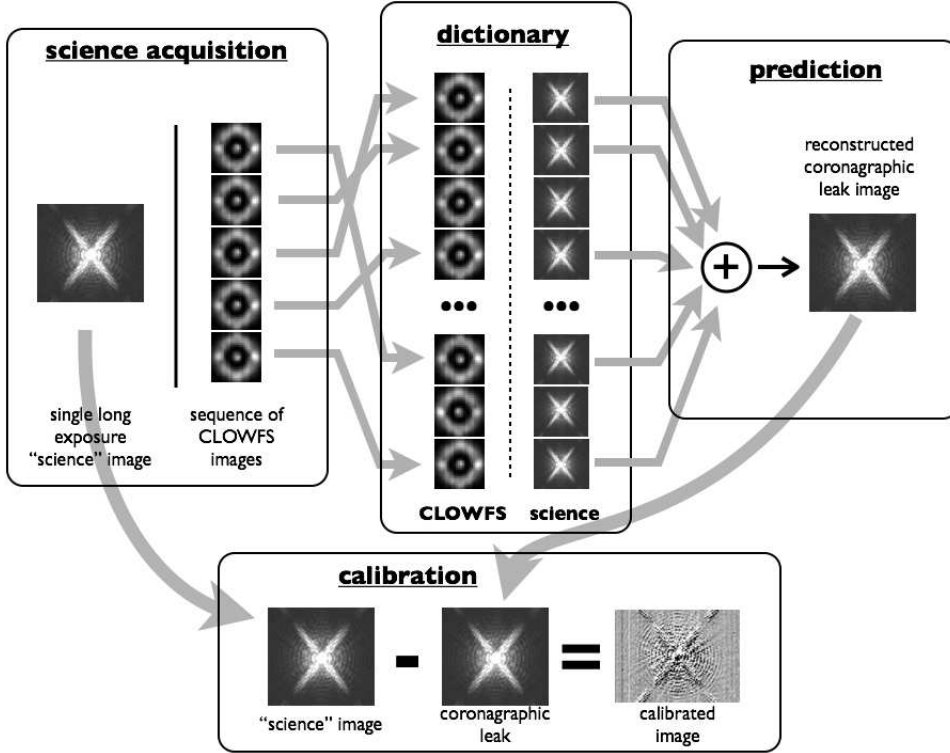 science acquisition
single long
exposure
“science” image
sequence of
CLOWFS
images
dictionary
•••
•••
CLOWFS
science
prediction
reconstructed
coronagraphic
leak image
+
calibration
-
=
“science” image
coronagraphic
leak
calibrated
image